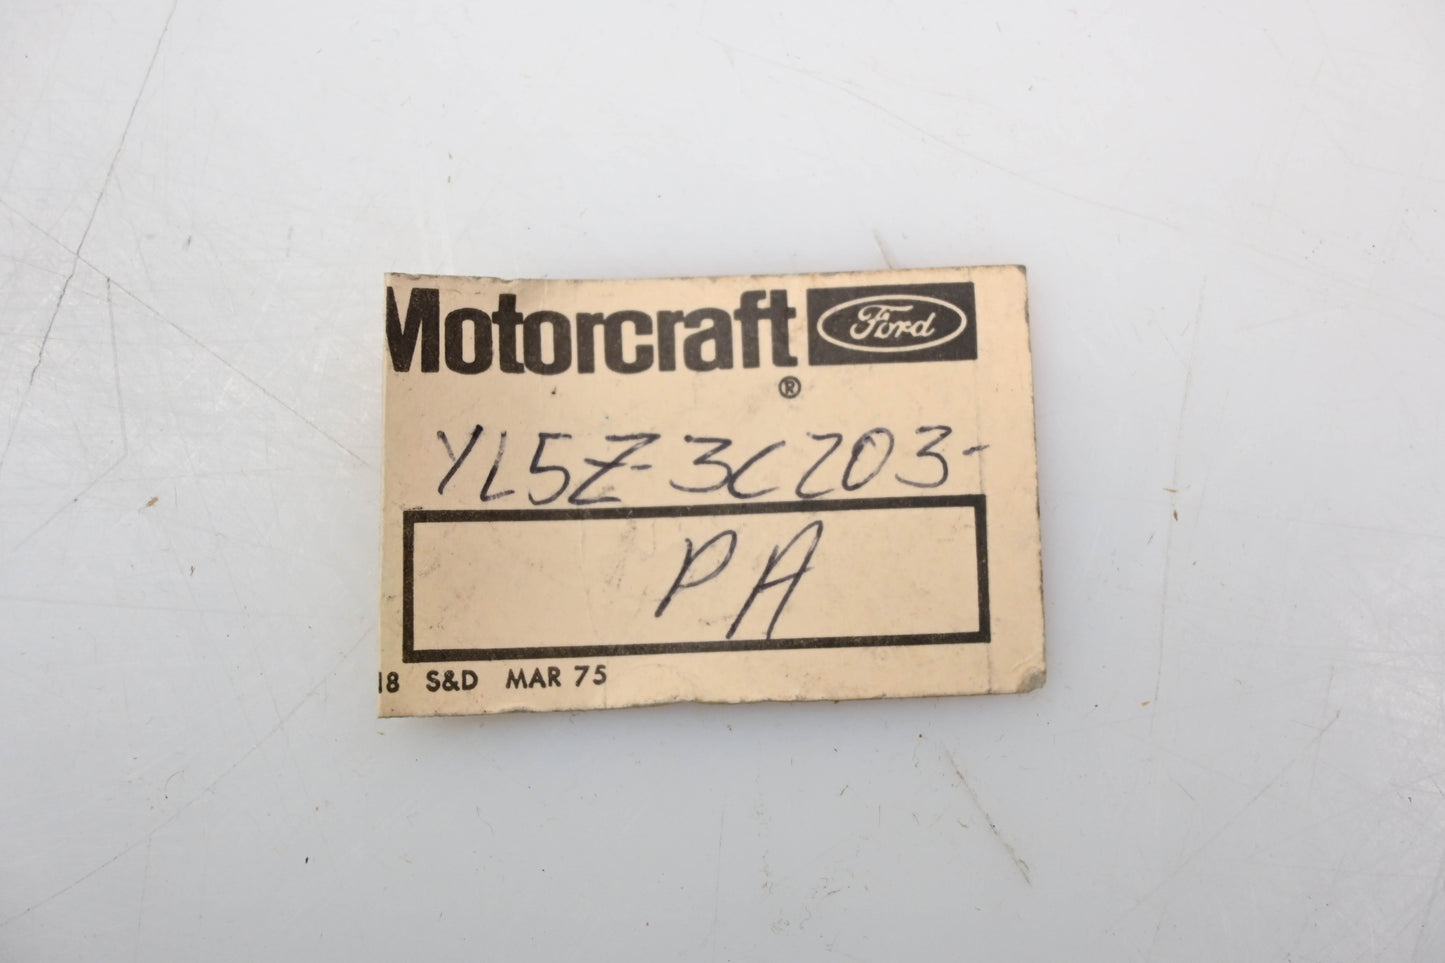 Motorcraft Ford
®
YL5Z-3C203-
PA
18 S&D MAR 75